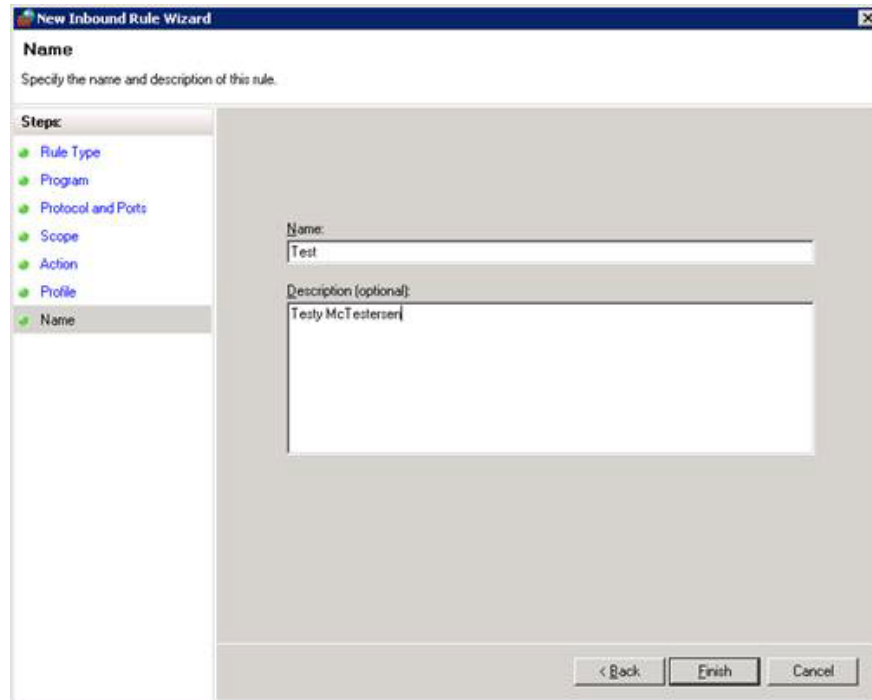 New Inbound Rule Wizard
Name
Specify the name and description of this rule.
Steps:
Rule Type
Program
Protocol and Ports
Scope
Action
Profile
Name
Name:
Test
Description (optional):
Testy McTestersen
< Back
Finish
Cancel